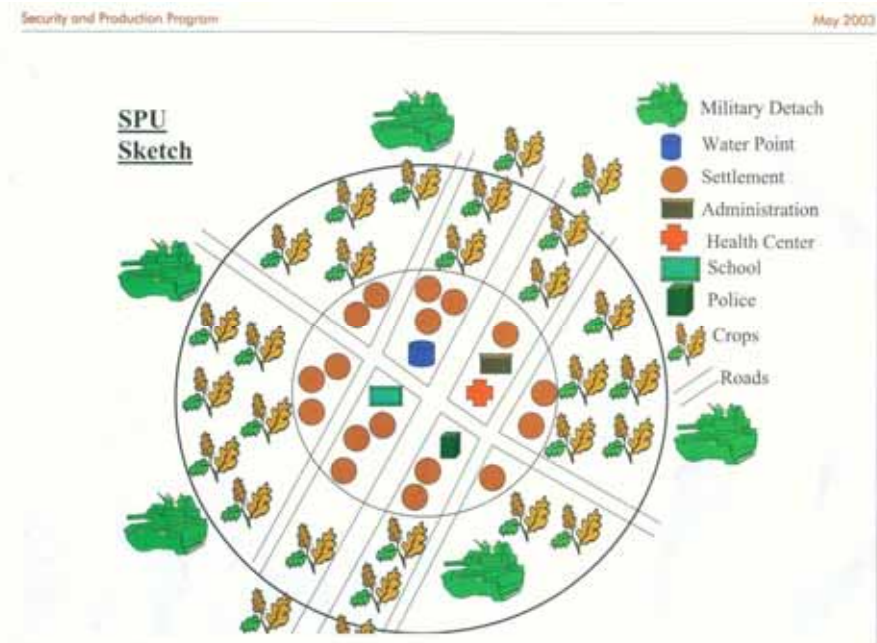 Security and Production Program
May 2003
SPU
Sketch
Military Detach
Water Point
Settlement
Administration
Health Center
School
Police
Crops
Roads